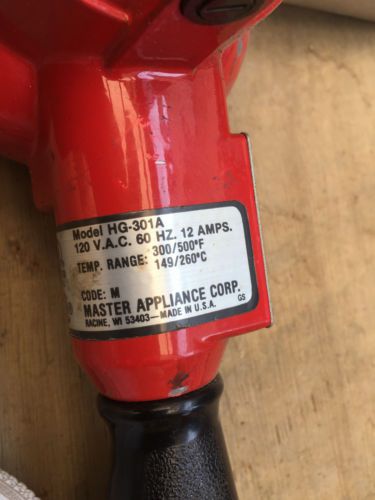 Model HG-301A
120 V.A.C. 60 HZ. 12 AMPS.
300/500°F
TEMP. RANGE: 149/260°C
CODE: M
MASTER APPLIANCE CORP.
RACINE, WI 53403—MADE IN U.S.A.
GS